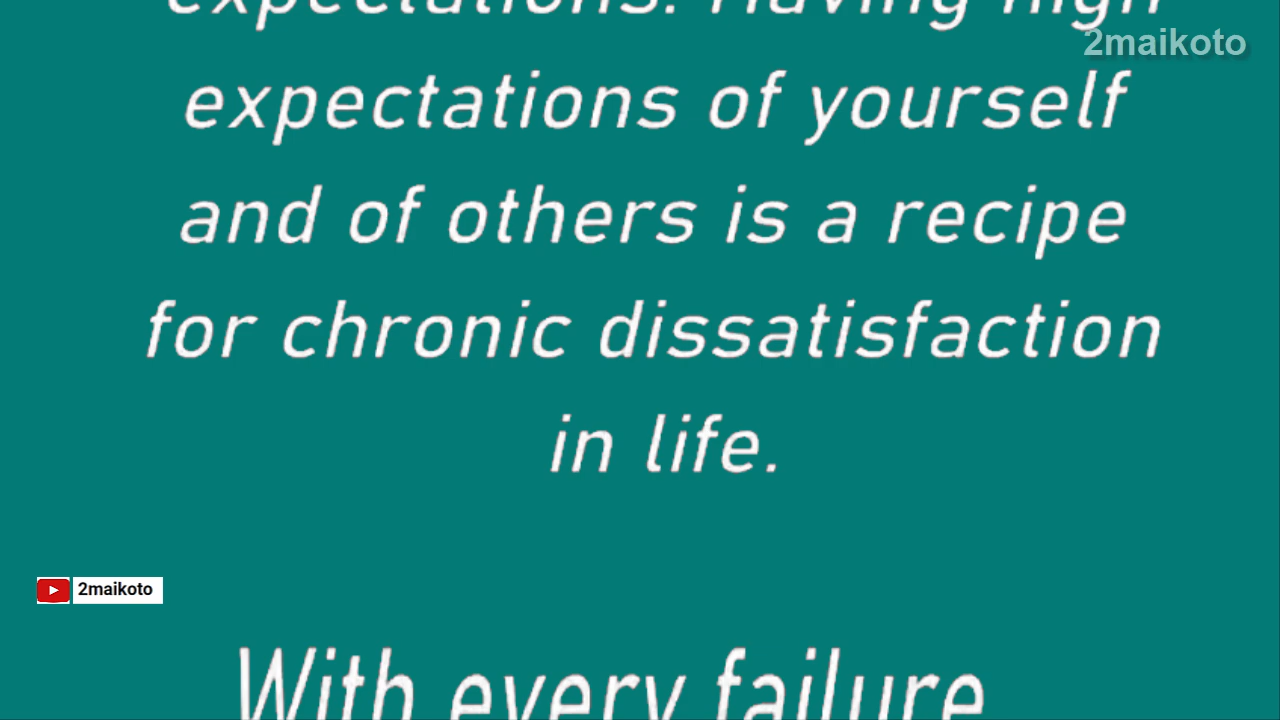 expectations. Having high
2maikoto
expectations of yourself
and of others is a recipe
for chronic dissatisfaction
in life.
2maikoto
With every failure